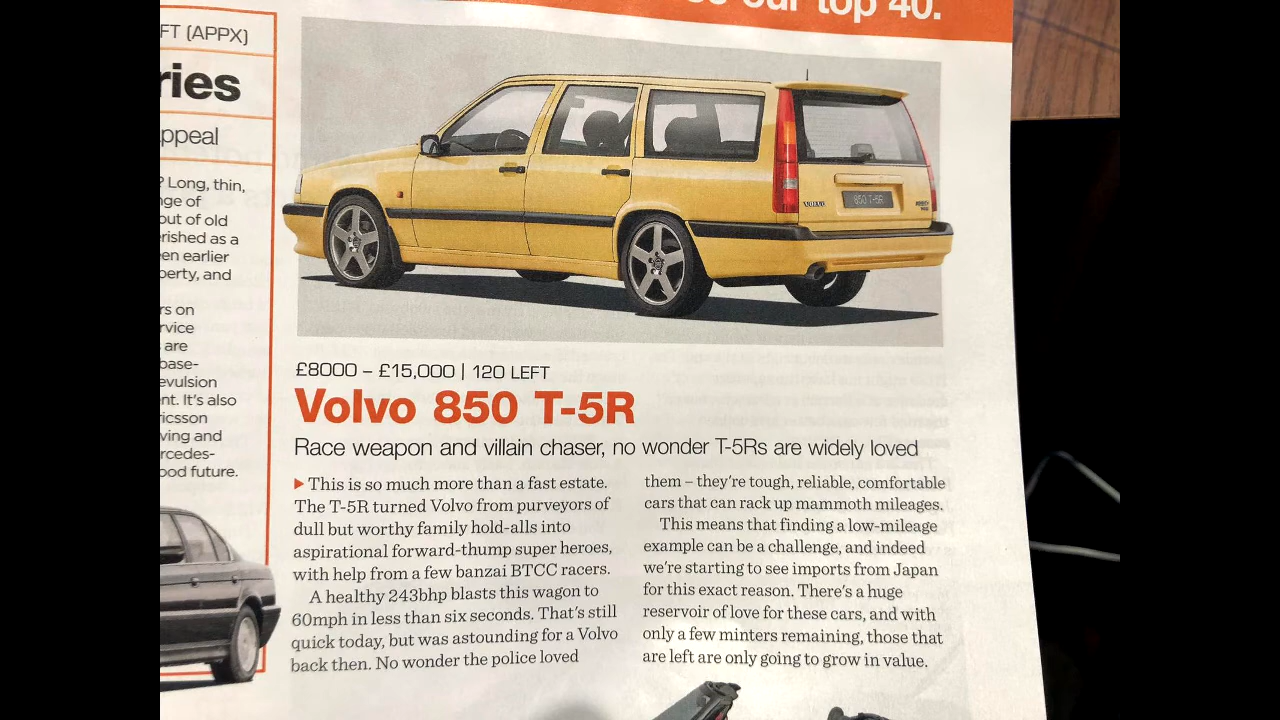 our top 40.
FT (APPX)
ries
ppeal
? Long, thin,
nge of
out of old
erished as a
en earlier
perty, and
rs on
rvice
are
base-
evulsion
nt. It's also
ricsson
ving and
rcedes-
ood future.
VOLVO
850 T-5R
£8000 – £15,000 | 120 LEFT
Volvo 850 T-5R
Race weapon and villain chaser, no wonder T-5Rs are widely loved
▶ This is so much more than a fast estate.
The T-5R turned Volvo from purveyors of
dull but worthy family hold-alls into
aspirational forward-thump super heroes,
with help from a few banzai BTCC racers.
A healthy 243bhp blasts this wagon to
60mph in less than six seconds. That's still
quick today, but was astounding for a Volvo
back then. No wonder the police loved
them – they're tough, reliable, comfortable
cars that can rack up mammoth mileages.
This means that finding a low-mileage
example can be a challenge, and indeed
we're starting to see imports from Japan
for this exact reason. There's a huge
reservoir of love for these cars, and with
only a few minters remaining, those that
are left are only going to grow in value.